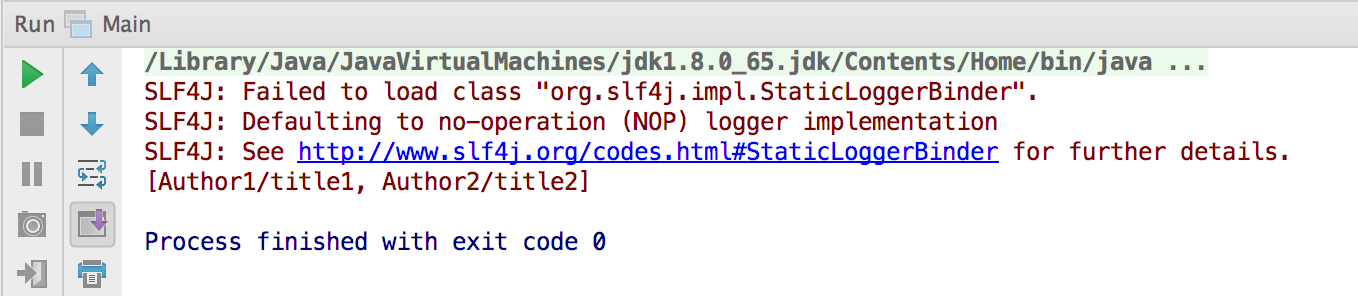 Run Main
/Library/Java/JavaVirtualMachines/jdk1.8.0_65.jdk/Contents/Home/bin/java ...
SLF4J: Failed to load class "org.slf4j.impl.StaticLoggerBinder".
SLF4J: Defaulting to no-operation (NOP) logger implementation
SLF4J: See http://www.slf4j.org/codes.html#StaticLoggerBinder for further details.
[Author1/title1, Author2/title2]
Process finished with exit code 0